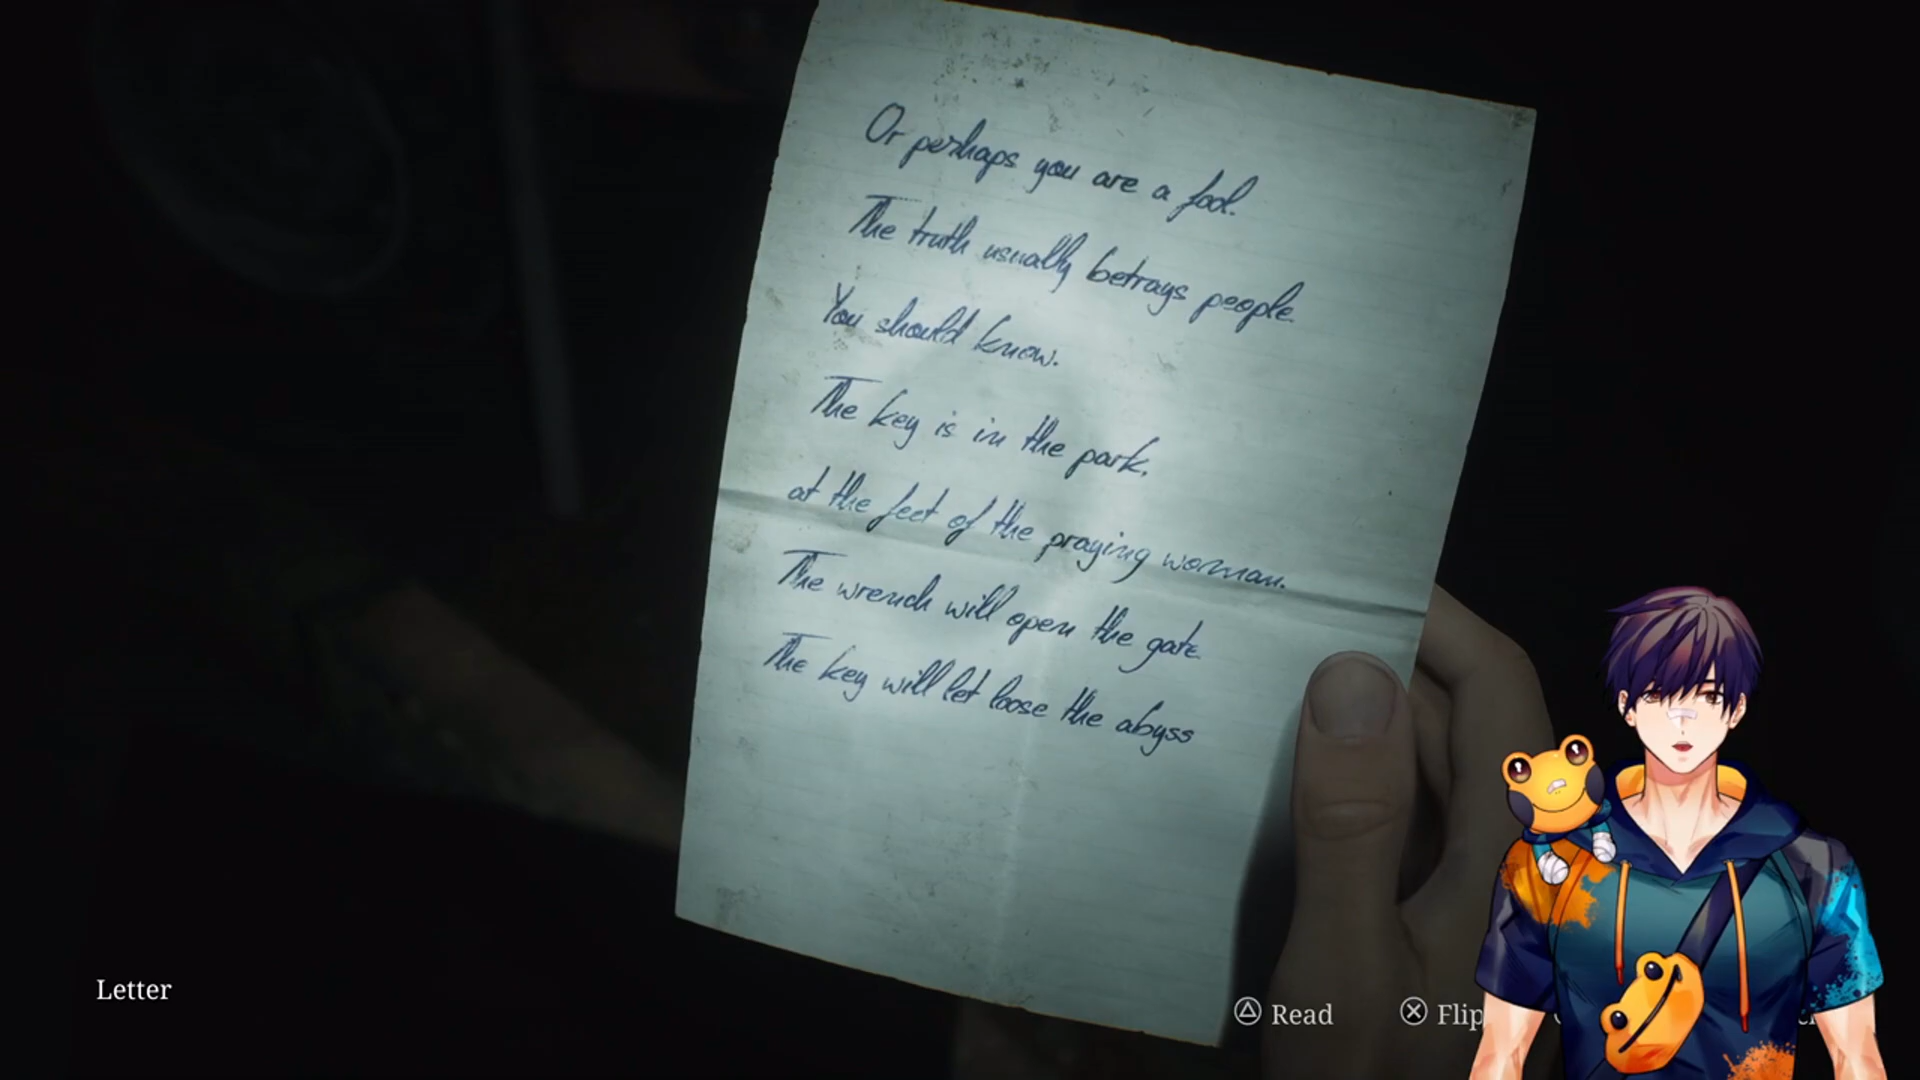 Or perhaps you are a fool.
The truth usually betrays people.
You should know.
The key is in the park,
at the feet of the praying woman.
The wrench will open the gate.
The key will let loose the abyss
Letter
Read
Flip